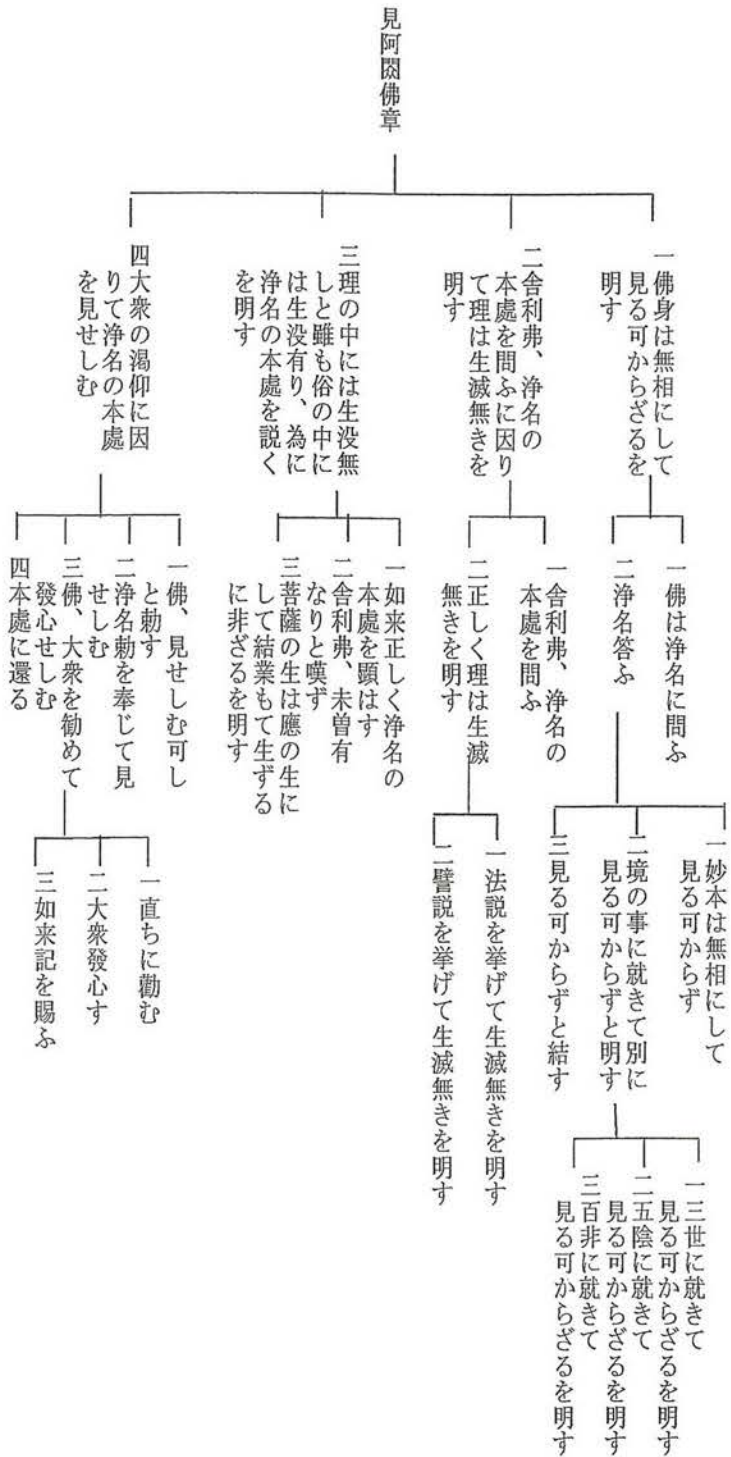 見阿閦佛章
一佛身は無相にして
見る可からざるを
明す
一佛は浄名に問ふ
二浄名答ふ
一妙本は無相にして
見る可からず
二境の事に就きて別に
見る可からずと明す
三見る可からずと結す
一三世に就きて
見る可からざるを明す
二五陰に就きて
見る可からざるを明す
三百非に就きて
見る可からざるを明す
二舎利弗、浄名の
本處を問ふに因り
て理は生滅無きを
明す
一舎利弗、浄名の
本處を問ふ
二正しく理は生滅
無きを明す
一法説を挙げて生滅無きを明す
二譬説を挙げて生滅無きを明す
三理の中には生没無
しと雖も俗の中に
は生没有り、為に
浄名の本處を説く
を明す
一如来正しく浄名の
本處を顕はす
二舎利弗、未曽有
なりと嘆ず
三菩薩の生は應の生に
して結業もて生ずる
に非ざるを明す
四大衆の渇仰に因
りて浄名の本處
を見せしむ
一佛、見せしむ可し
と勅す
二浄名勅を奉じて見
せしむ
三佛、大衆を勧めて
發心せしむ
四本處に還る
一直ちに勸む
二大衆發心す
三如来記を賜ふ